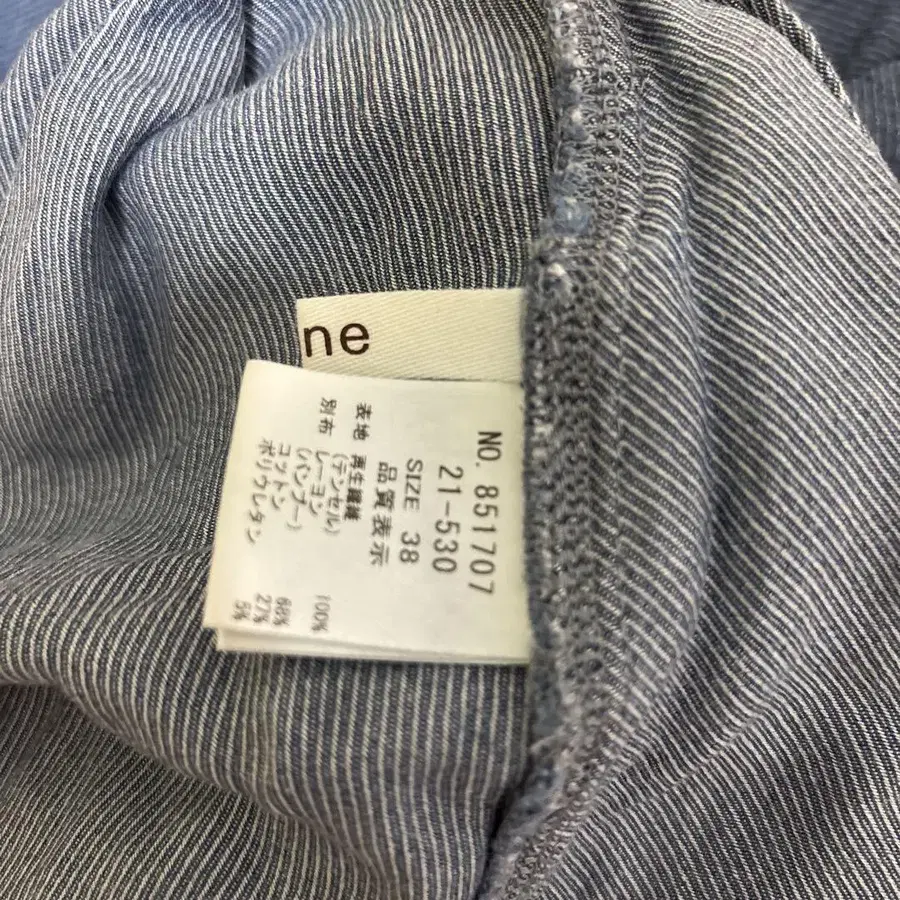 ne
NO. 851707
21-530
SIZE 38
品質表示
表地 再生繊維
(テンセル) 100%
別布 レーヨン
(バンブー) 68%
コットン 27%
ポリウレタン 5%